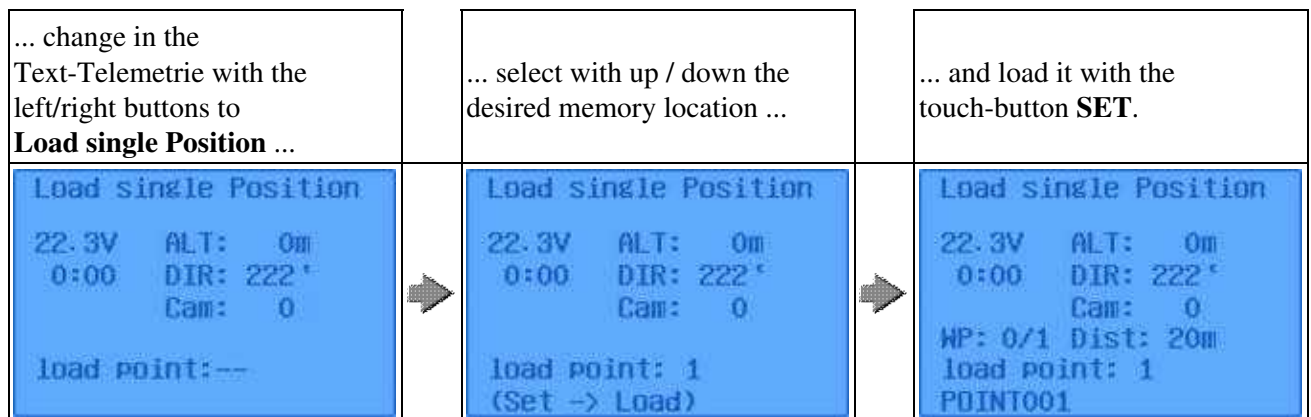 ... change in the
Text-Telemetrie with the
left/right buttons to
Load single Position ...
... select with up / down the
desired memory location ...
... and load it with the
touch-button SET.
Load single Position
22.3V ALT: 0m
0:00 DIR: 222°
Cam: 0
load point:--
Load single Position
22.3V ALT: 0m
0:00 DIR: 222°
Cam: 0
load point: 1
(Set -> Load)
Load single Position
22.3V ALT: 0m
0:00 DIR: 222°
Cam: 0
WP: 0/1 Dist: 20m
load point: 1
POINT001